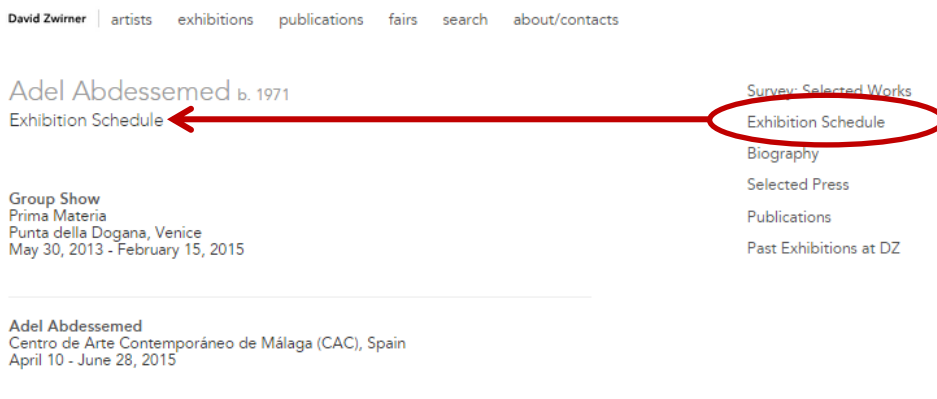 David Zwirner artists exhibitions publications fairs search about/contacts
Adel Abdessemed b. 1971
Exhibition Schedule
Group Show
Prima Materia
Punta della Dogana, Venice
May 30, 2013 - February 15, 2015
Adel Abdessemed
Centro de Arte Contemporáneo de Málaga (CAC), Spain
April 10 - June 28, 2015
Survey: Selected Works
Exhibition Schedule
Biography
Selected Press
Publications
Past Exhibitions at DZ